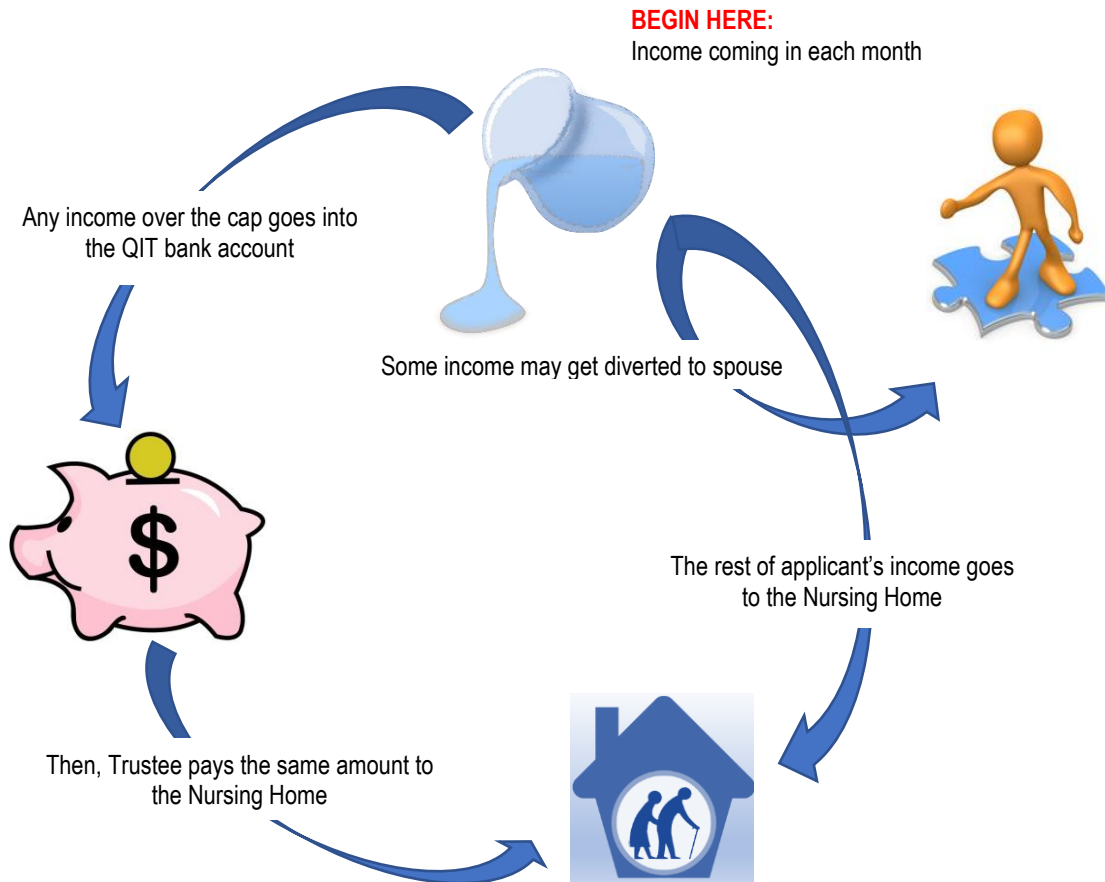 BEGIN HERE:
Income coming in each month
Any income over the cap goes into
the QIT bank account
Some income may get diverted to spouse
$
The rest of applicant’s income goes
to the Nursing Home
Then, Trustee pays the same amount to
the Nursing Home